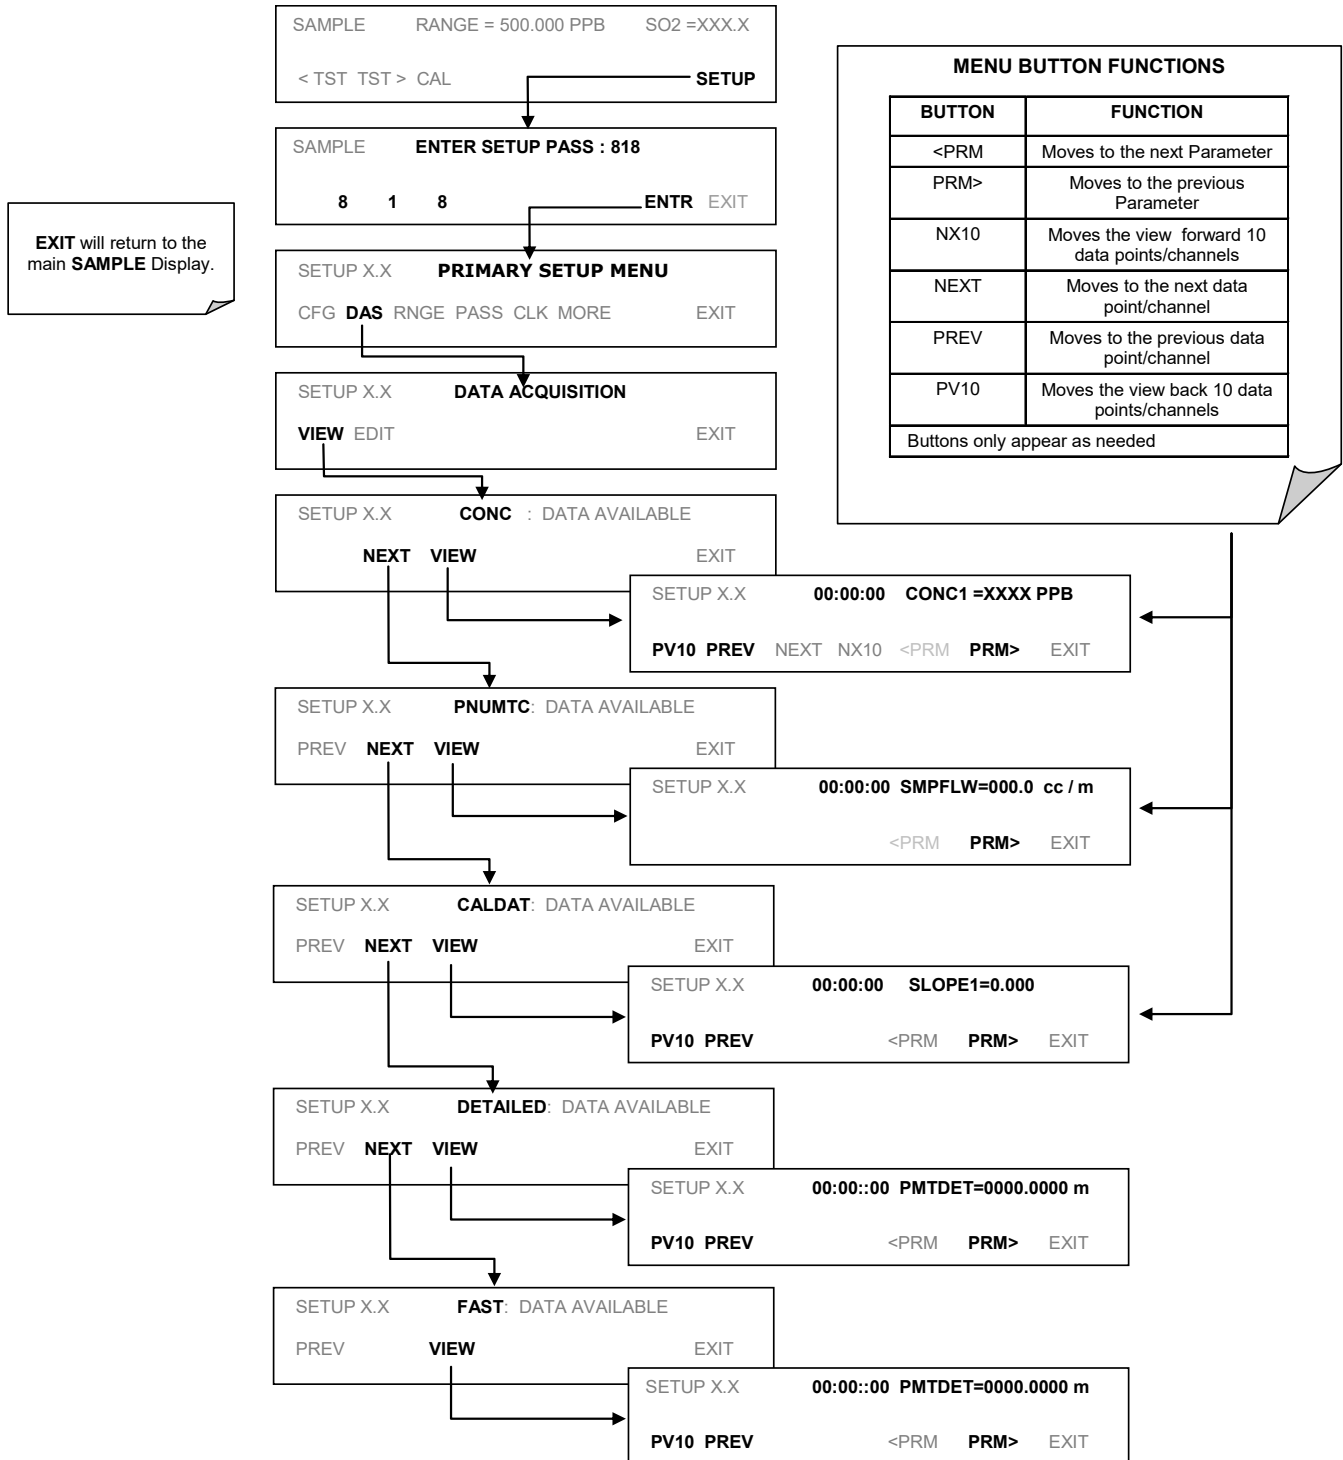 SAMPLE RANGE = 500.000 PPB SO2 =XXX.X
< TST TST > CAL SETUP
SAMPLE ENTER SETUP PASS : 818
8 1 8 ENTR EXIT
EXIT will return to the
main SAMPLE Display.
SETUP X.X PRIMARY SETUP MENU
CFG DAS RNGE PASS CLK MORE EXIT
SETUP X.X DATA ACQUISITION
VIEW EDIT EXIT
MENU BUTTON FUNCTIONS
BUTTON FUNCTION
<PRM Moves to the next Parameter
PRM> Moves to the previous
Parameter
NX10 Moves the view forward 10
data points/channels
NEXT Moves to the next data
point/channel
PREV Moves to the previous data
point/channel
PV10 Moves the view back 10 data
points/channels
Buttons only appear as needed
SETUP X.X CONC : DATA AVAILABLE
NEXT VIEW EXIT
SETUP X.X 00:00:00 CONC1 =XXXX PPB
PV10 PREV NEXT NX10 <PRM PRM> EXIT
SETUP X.X PNUMTC: DATA AVAILABLE
PREV NEXT VIEW EXIT
SETUP X.X 00:00:00 SMPFLW=000.0 cc / m
<PRM PRM> EXIT
SETUP X.X CALDAT: DATA AVAILABLE
PREV NEXT VIEW EXIT
SETUP X.X 00:00:00 SLOPE1=0.000
PV10 PREV <PRM PRM> EXIT
SETUP X.X DETAILED: DATA AVAILABLE
PREV NEXT VIEW EXIT
SETUP X.X 00:00::00 PMTDET=0000.0000 m
PV10 PREV <PRM PRM> EXIT
SETUP X.X FAST: DATA AVAILABLE
PREV VIEW EXIT
SETUP X.X 00:00::00 PMTDET=0000.0000 m
PV10 PREV <PRM PRM> EXIT